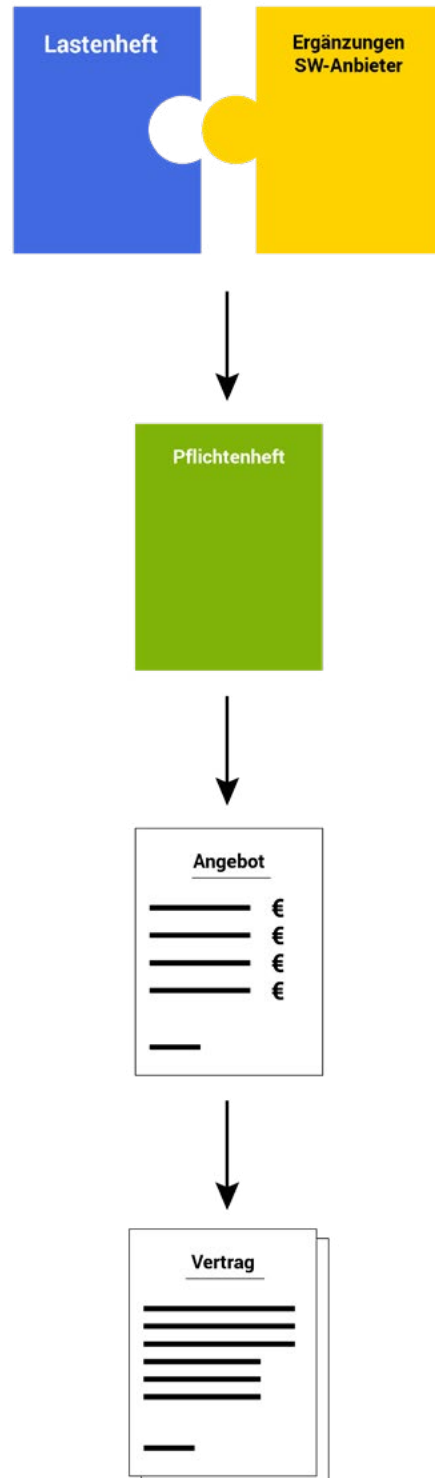 Lastenheft
Ergänzungen
SW-Anbieter
Pflichtenheft
Angebot
€
€
€
€
Vertrag